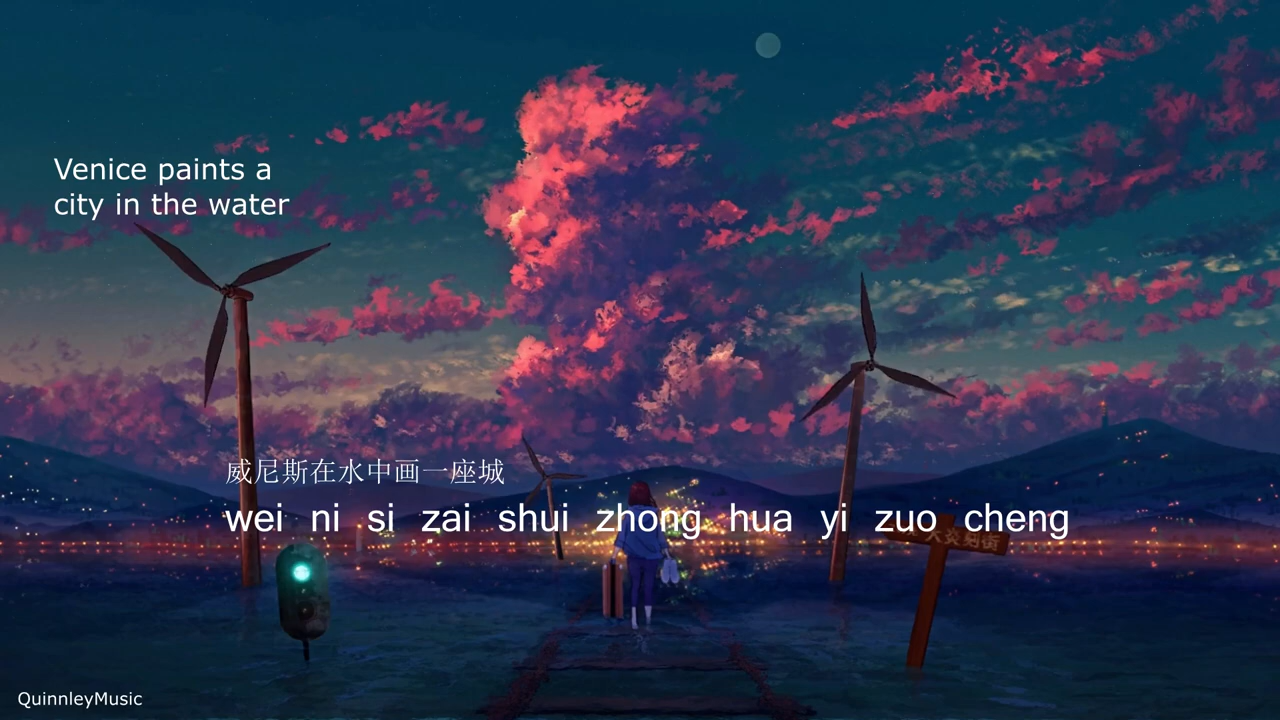 Venice paints a
city in the water
威尼斯在水中画一座城
wei ni si zai shui zhong hua yi zuo cheng
QuinnleyMusic